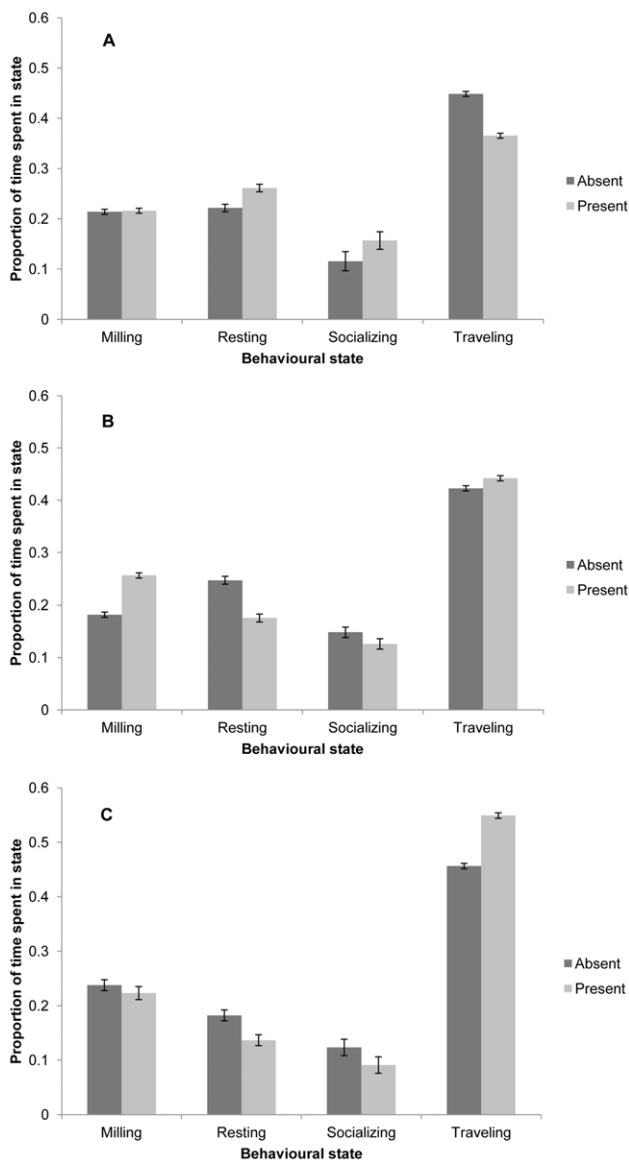 A
Proportion of time spent in state
0.6
0.5
0.4
0.3
0.2
0.1
0
Milling Resting Socializing Traveling
Behavioural state
Absent
Present
B
Proportion of time spent in state
0.6
0.5
0.4
0.3
0.2
0.1
0
Milling Resting Socializing Traveling
Behavioural state
Absent
Present
C
Proportion of time spent in state
0.6
0.5
0.4
0.3
0.2
0.1
0
Milling Resting Socializing Traveling
Behavioural state
Absent
Present